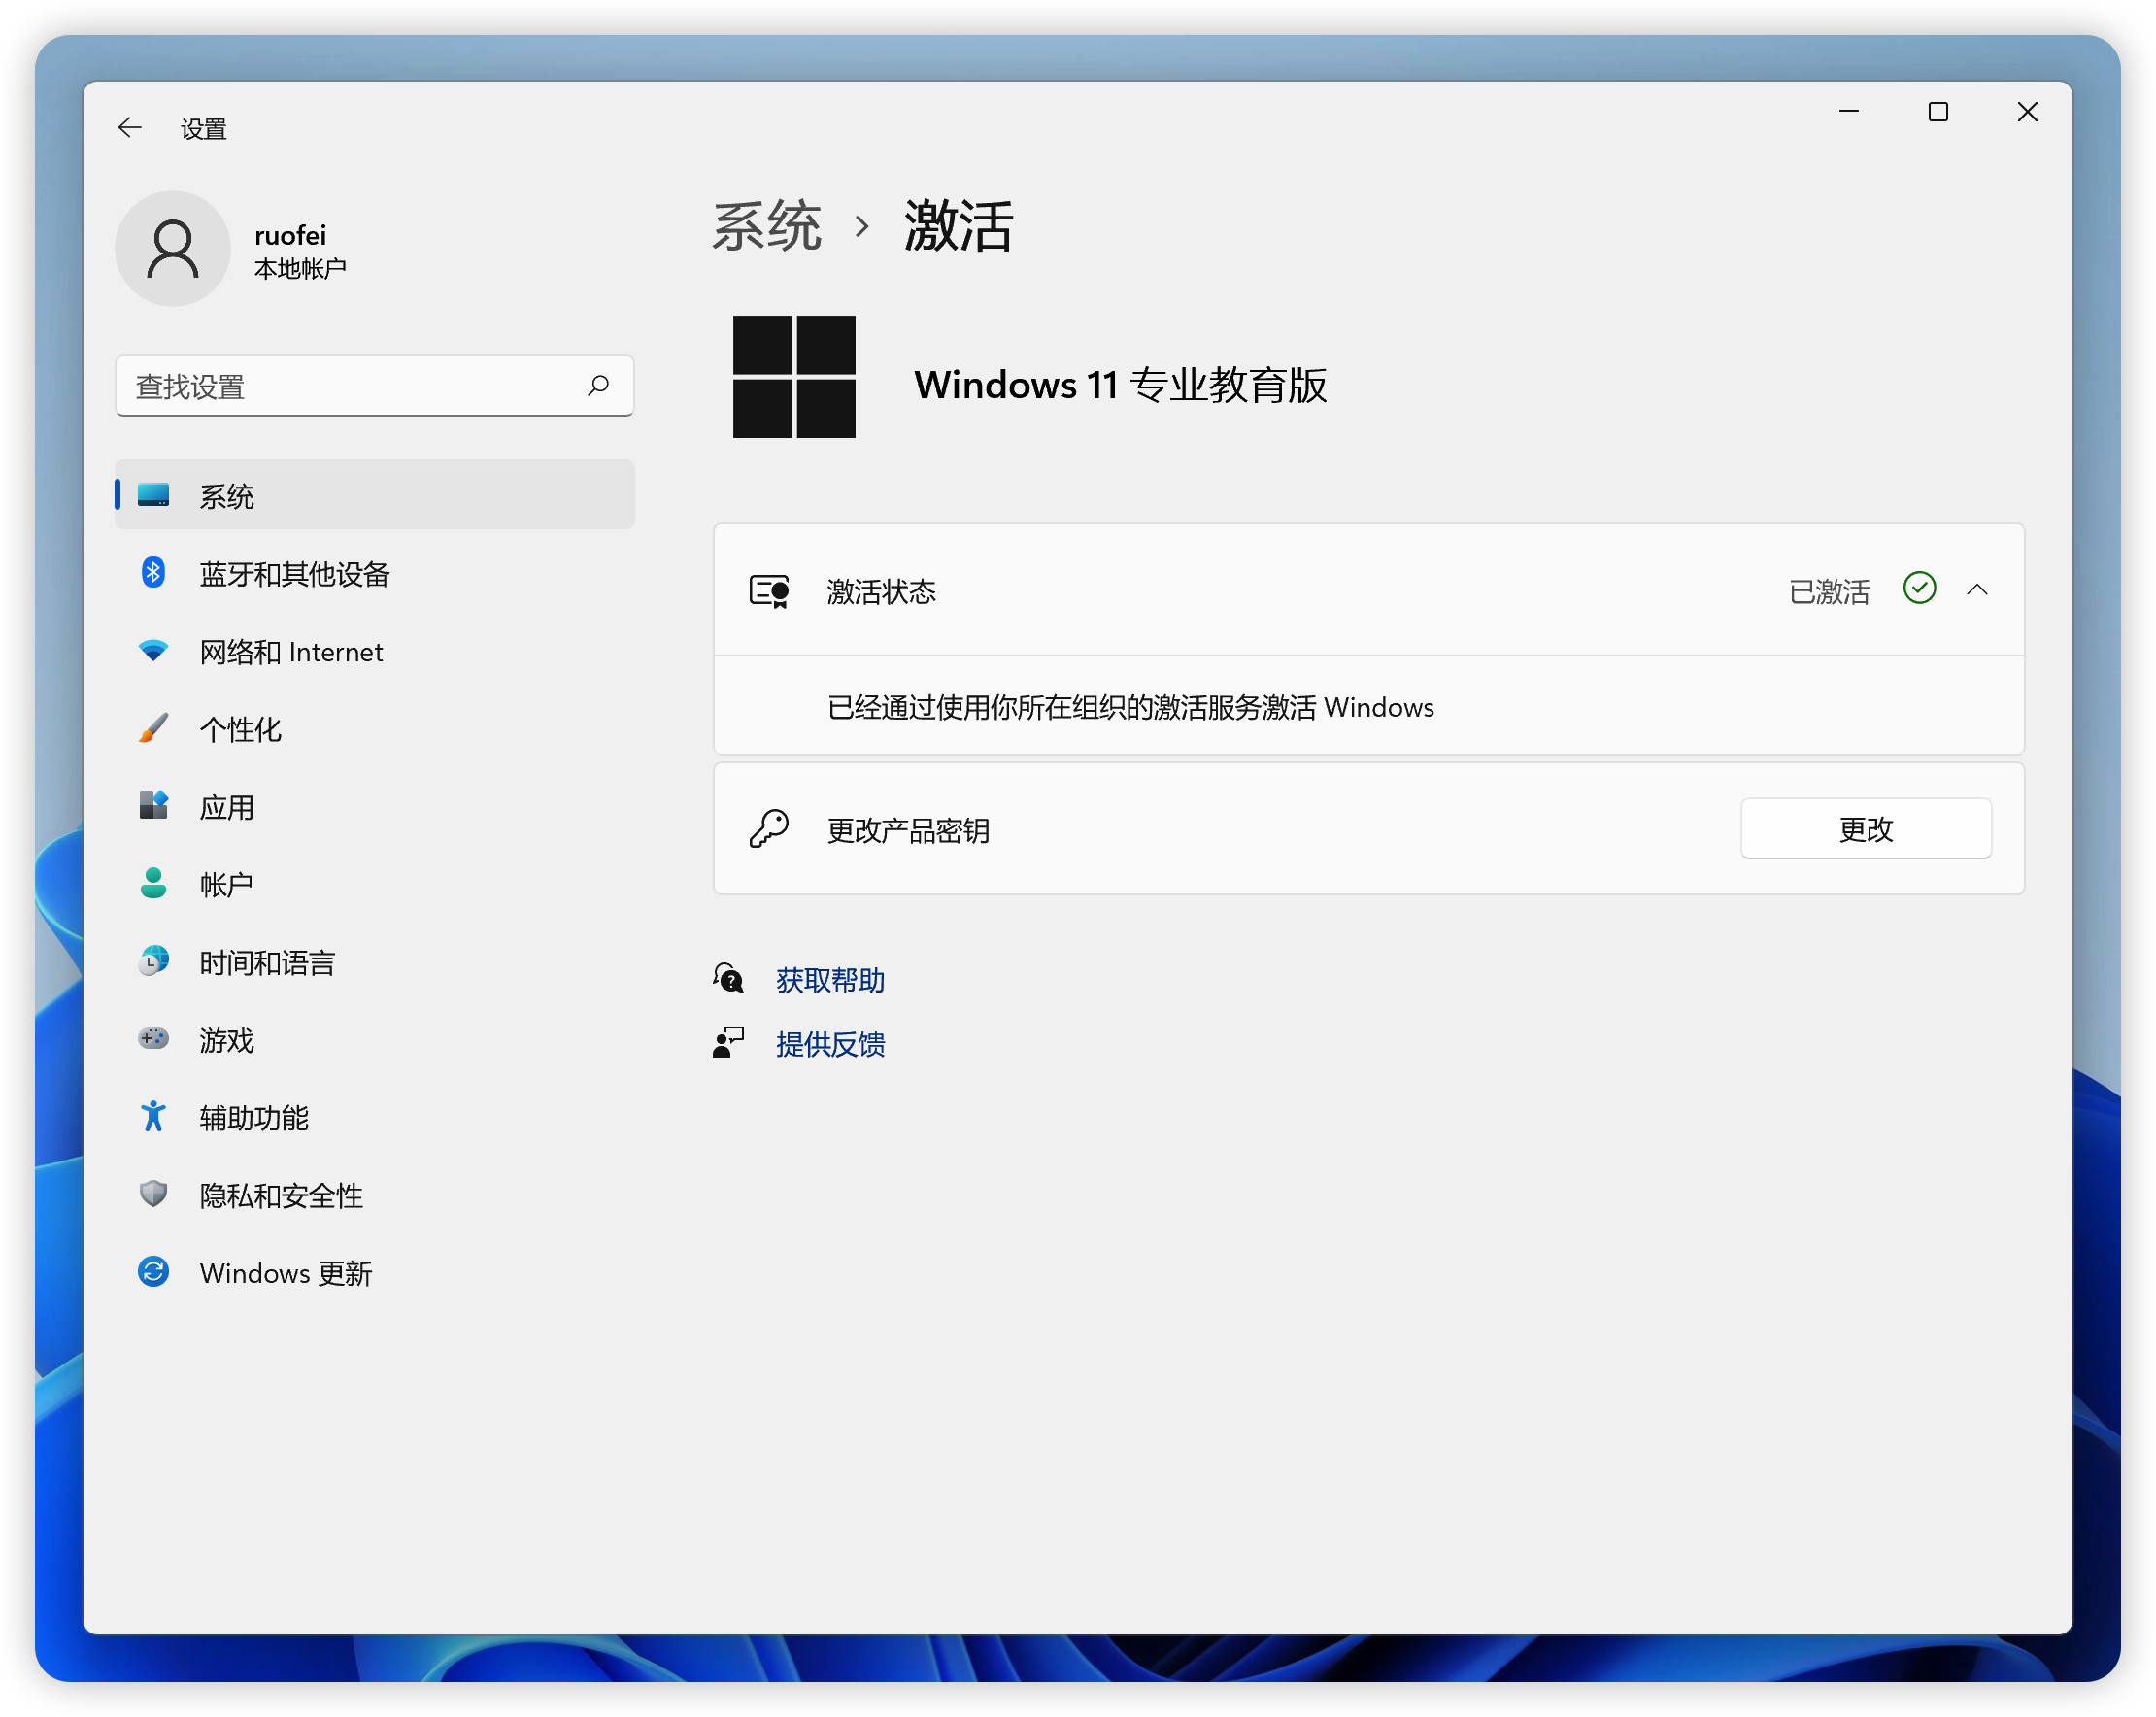 设置
ruofei
本地帐户
查找设置
系统
蓝牙和其他设备
网络和 Internet
个性化
应用
帐户
时间和语言
游戏
辅助功能
隐私和安全性
Windows 更新
系统 › 激活
Windows 11 专业教育版
激活状态 已激活
已经通过使用你所在组织的激活服务激活 Windows
更改产品密钥 更改
获取帮助
提供反馈